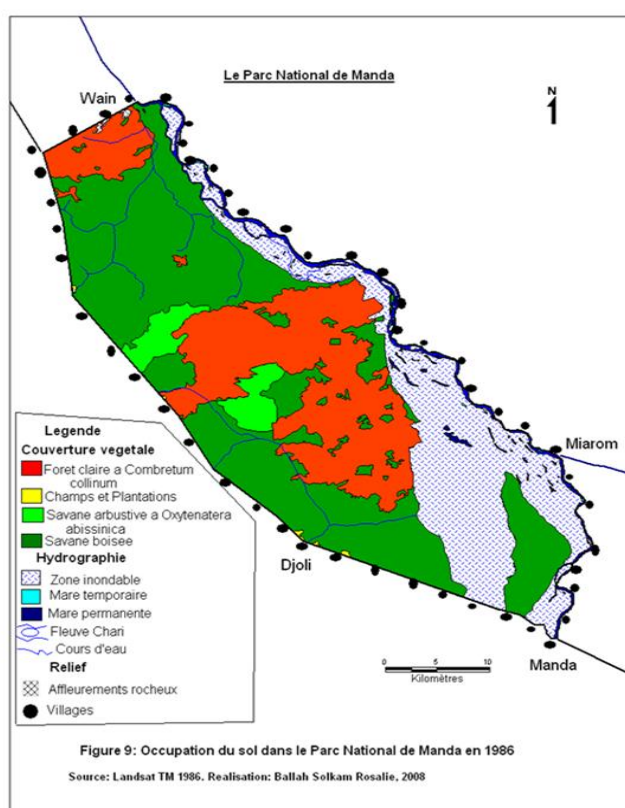 Le Parc National de Manda
Wain
N
Miarom
Legende
Couverture vegetale
Foret claire a Combretum
collinum
Champs et Plantations
Savane arbustive a Oxytenatera
abissinica
Savane boisee
Hydrographie
Zone inondable
Mare temporaire
Mare permanente
Fleuve Chari
Cours d'eau
Relief
Affleurements rocheux
Villages
Djoli
Manda
0 5 10
Kilomètres
Figure 9: Occupation du sol dans le Parc National de Manda en 1986
Source: Landsat TM 1986. Realisation: Ballah Solkam Rosalie, 2008